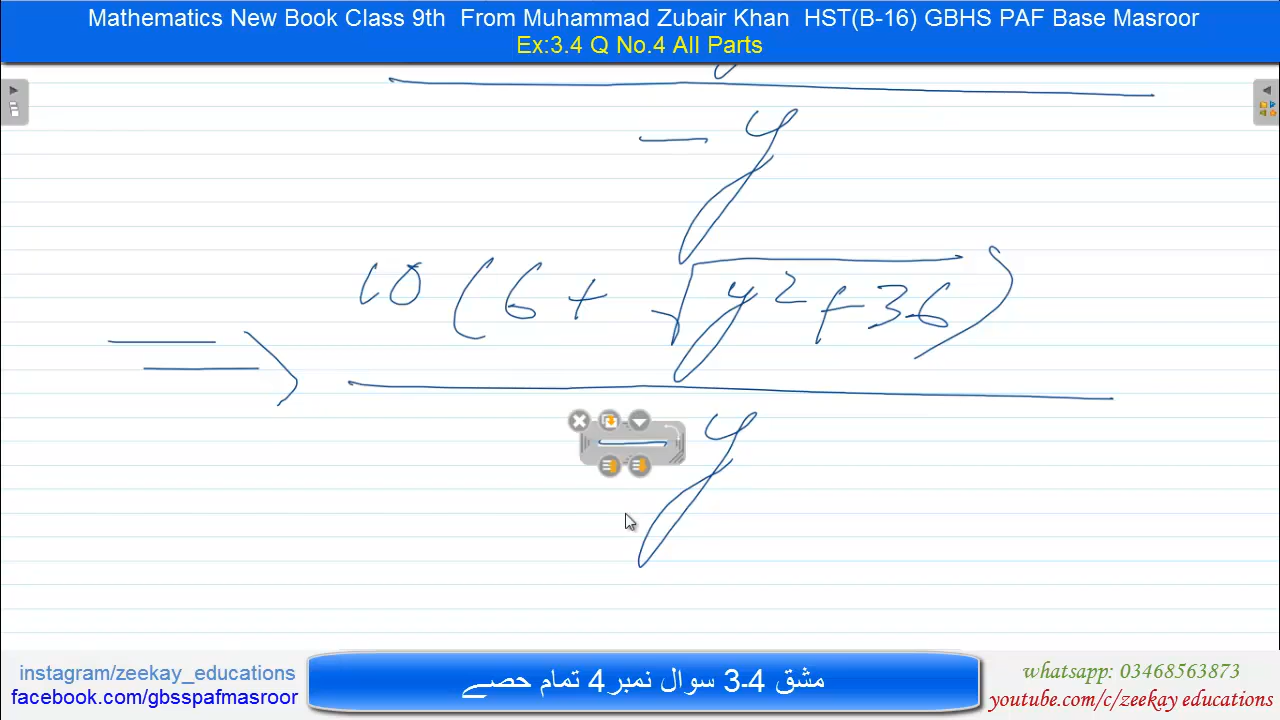 Mathematics New Book Class 9th From Muhammad Zubair Khan HST(B-16) GBHS PAF Base Masroor
Ex:3.4 Q No.4 All Parts
- y
10 (6 + √y2+36)
⇒
- y
instagram/zeekay_educations
facebook.com/gbsspafmasroor
مشق 3.4 سوال نمبر4 تمام حصے
whatsapp: 03468563873
youtube.com/c/zeekay educations